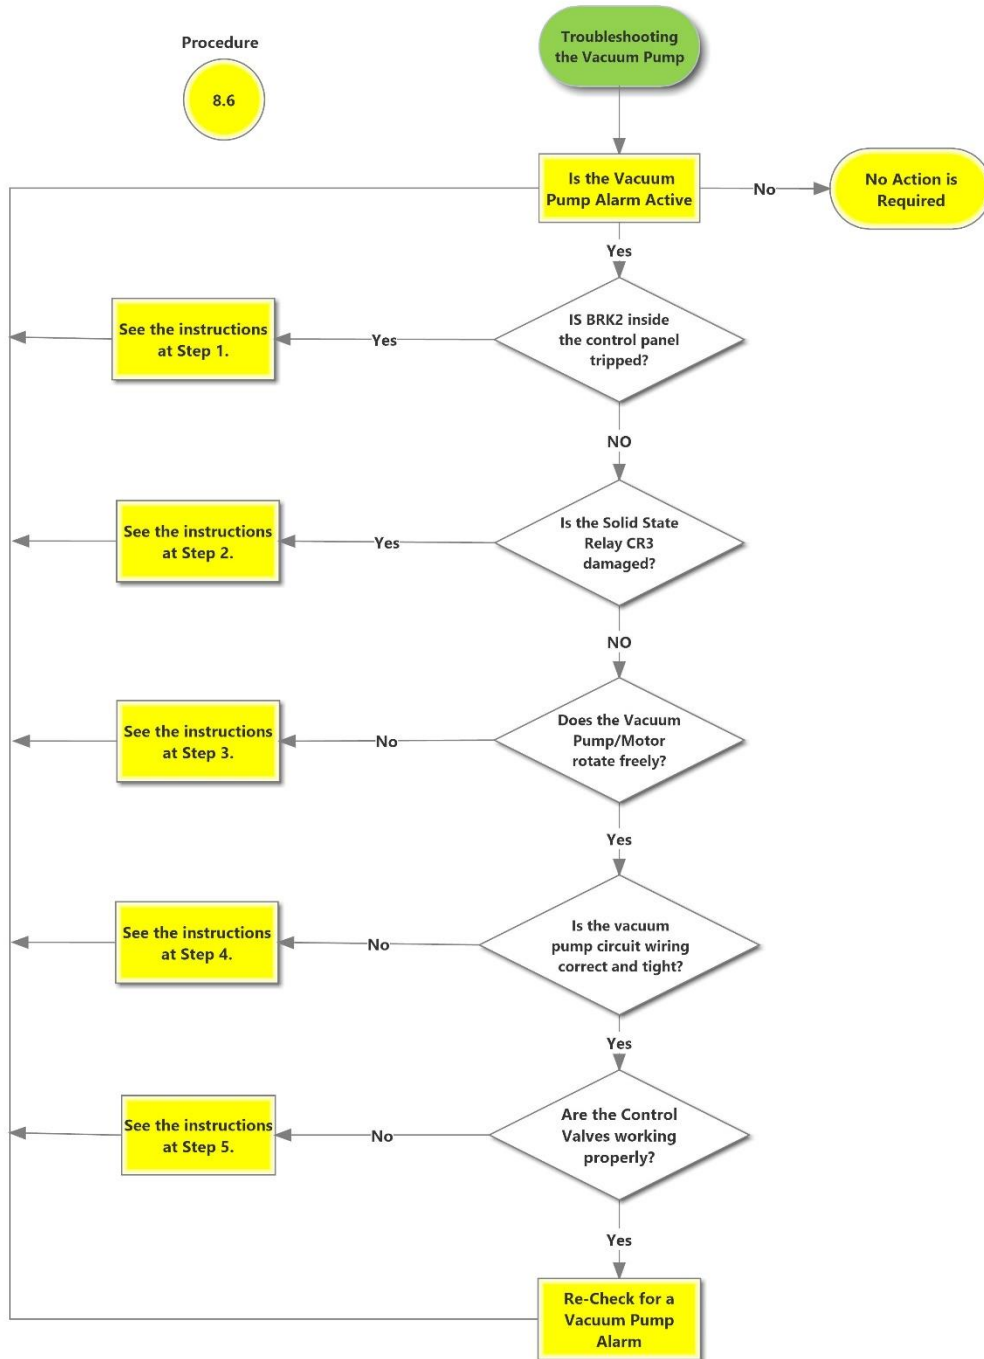 Procedure
8.6
Troubleshooting
the Vacuum Pump
Is the Vacuum
Pump Alarm Active
No
No Action is
Required
Yes
IS BRK2 inside
the control panel
tripped?
Yes
See the instructions
at Step 1.
NO
Is the Solid State
Relay CR3
damaged?
Yes
See the instructions
at Step 2.
NO
Does the Vacuum
Pump/Motor
rotate freely?
No
See the instructions
at Step 3.
Yes
Is the vacuum
pump circuit wiring
correct and tight?
No
See the instructions
at Step 4.
Yes
Are the Control
Valves working
properly?
No
See the instructions
at Step 5.
Yes
Re-Check for a
Vacuum Pump
Alarm